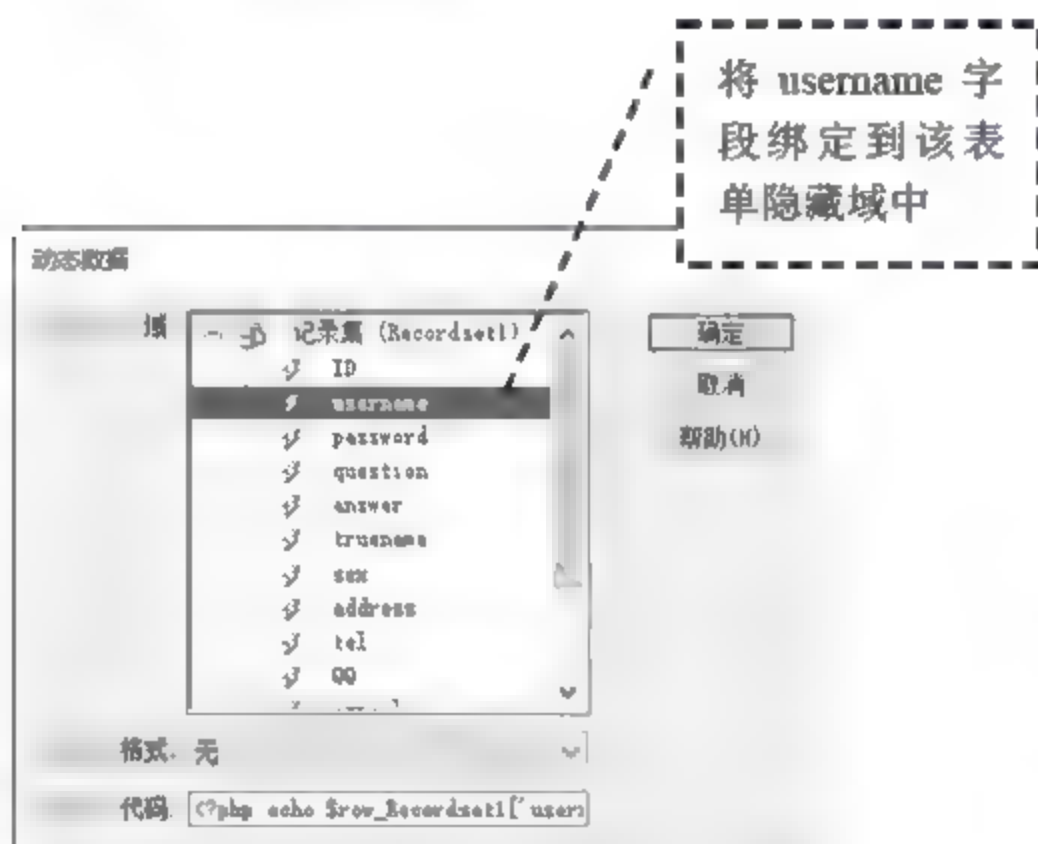 将 username 字
段绑定到该表
单隐藏域中
动态数据
域
记录集 (Recordset1)
确定
ID
取消
username
password
帮助(H)
question
answer
truename
sex
address
tel
QQ
格式: 无
代码: <?php echo $row_Recordset1['usern